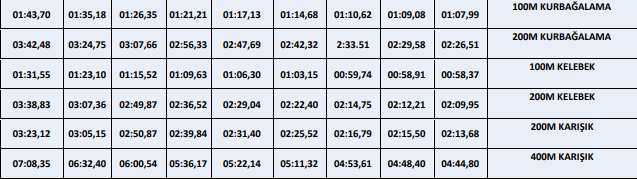 01:43,70 01:35,18 01:26,35 01:21,21 01:17,13 01:14,68 01:10,62 01:09,08 01:07,99 100M KURBAĞALAMA
03:42,48 03:24,75 03:07,66 02:56,33 02:47,69 02:42,32 2:33.51 02:29,58 02:26,51 200M KURBAĞALAMA
01:31,55 01:23,10 01:15,52 01:09,63 01:06,30 01:03,15 00:59,74 00:58,91 00:58,37 100M KELEBEK
03:38,83 03:07,36 02:49,87 02:36,52 02:29,04 02:22,40 02:14,75 02:12,21 02:09,95 200M KELEBEK
03:23,12 03:05,15 02:50,87 02:39,84 02:31,40 02:25,52 02:16,79 02:15,50 02:13,68 200M KARIŞIK
07:08,35 06:32,40 06:00,54 05:36,17 05:22,14 05:11,32 04:53,61 04:48,40 04:44,80 400M KARIŞIK